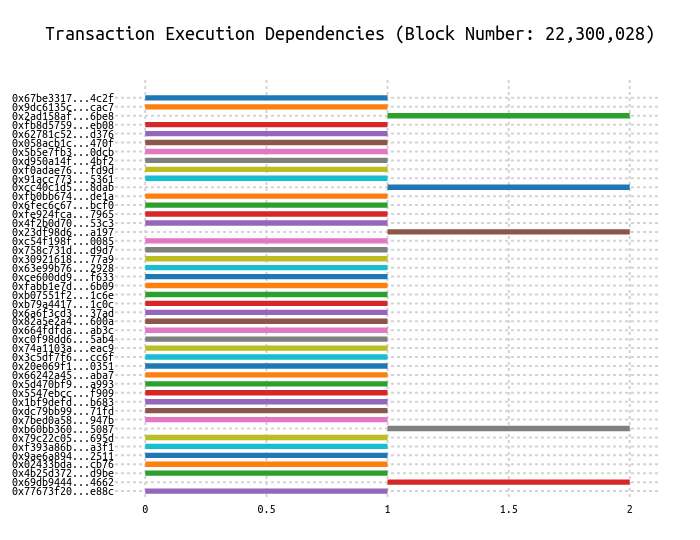 Transaction Execution Dependencies (Block Number: 22,300,028)
0x67be3317...4c2f
0x9dc6135c...cac7
0x2ad158af...6be8
0xfb8d5759...eb08
0x62781c52...d376
0x058acb1c...470f
0x5b5e7fb3...0dcb
0xd950a14f...4bf2
0xf0adae76...fd9d
0x91acc773...5361
0xcc40c1d5...8dab
0xfb0bb674...de1a
0x6fec6c67...bcf0
0xfe924fca...7965
0x4f2b0d70...53c3
0x23df98d6...a197
0xc54f198f...0085
0x758c731d...d9d7
0x30921618...77a9
0x63e99b76...2928
0xce600dd9...f633
0xfabb1e7d...6b09
0xb07551f2...1c6e
0xb79a4417...1c0c
0x6a6f3cd3...37ad
0x82a5e2a4...600a
0x664fdfda...ab3c
0xc0f98dd6...5ab4
0x74a1103a...eac9
0x3c5df7f6...cc6f
0x20e069f1...0351
0x66242a45...aba7
0x5d470bf9...a993
0x5547ebcc...f909
0x1bf9defd...b683
0xdc79bb99...71fd
0x7bed0a58...947b
0xb60bb360...5087
0x79c22c05...695d
0xf393a86b...a3f1
0x9ae6a894...2511
0x02433bda...cb76
0x4b25d372...d9be
0x69db9444...4662
0x77673f20...e88c
0 0.5 1 1.5 2